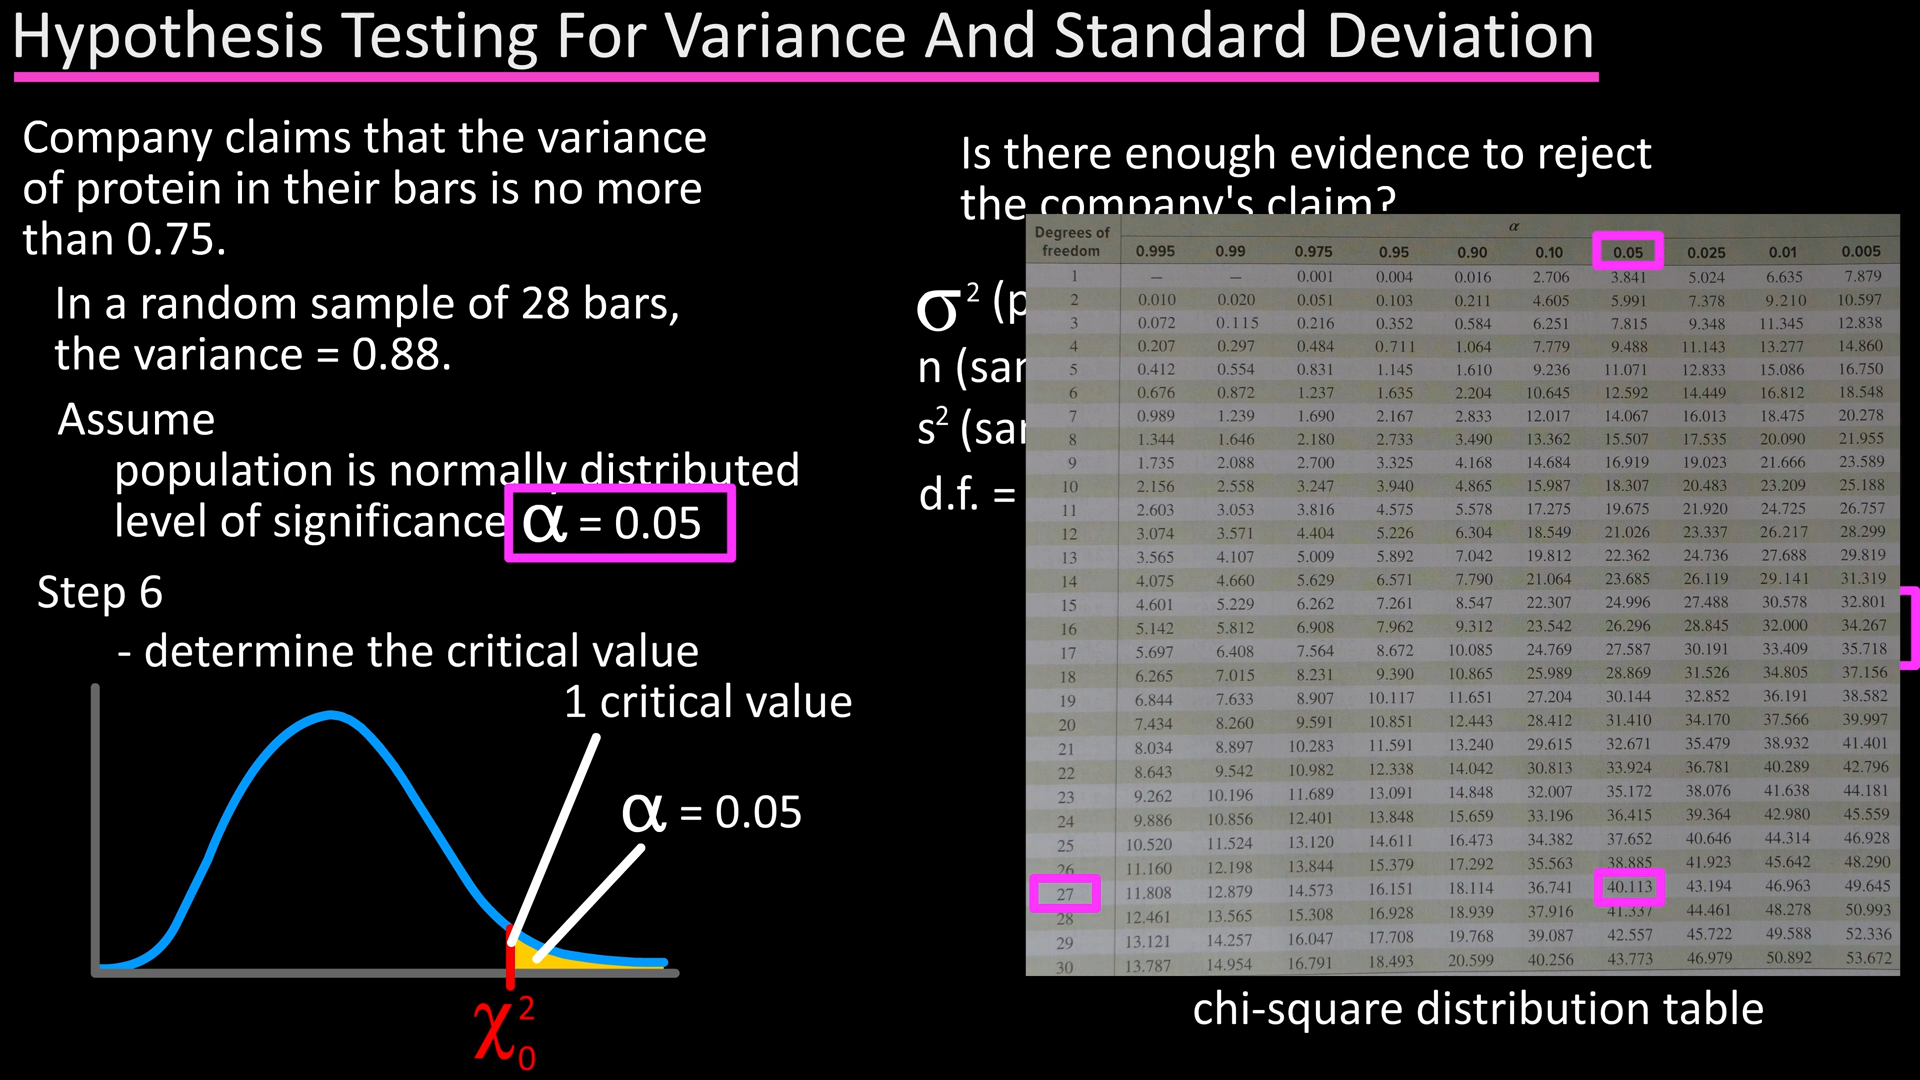 Hypothesis Testing For Variance And Standard Deviation
Company claims that the variance
of protein in their bars is no more
than 0.75.
In a random sample of 28 bars,
the variance = 0.88.
Assume
population is normally distributed
level of significance α = 0.05
Step 6
- determine the critical value
1 critical value
α = 0.05
χ²₀
Is there enough evidence to reject
the company's claim?
σ² (p
n (sa
s² (sa
d.f. =
α
Degrees of
freedom 0.995 0.99 0.975 0.95 0.90 0.10 0.05 0.025 0.01 0.005
1 — — 0.001 0.004 0.016 2.706 3.841 5.024 6.635 7.879
2 0.010 0.020 0.051 0.103 0.211 4.605 5.991 7.378 9.210 10.597
3 0.072 0.115 0.216 0.352 0.584 6.251 7.815 9.348 11.345 12.838
4 0.207 0.297 0.484 0.711 1.064 7.779 9.488 11.143 13.277 14.860
5 0.412 0.554 0.831 1.145 1.610 9.236 11.071 12.833 15.086 16.750
6 0.676 0.872 1.237 1.635 2.204 10.645 12.592 14.449 16.812 18.548
7 0.989 1.239 1.690 2.167 2.833 12.017 14.067 16.013 18.475 20.278
8 1.344 1.646 2.180 2.733 3.490 13.362 15.507 17.535 20.090 21.955
9 1.735 2.088 2.700 3.325 4.168 14.684 16.919 19.023 21.666 23.589
10 2.156 2.558 3.247 3.940 4.865 15.987 18.307 20.483 23.209 25.188
11 2.603 3.053 3.816 4.575 5.578 17.275 19.675 21.920 24.725 26.757
12 3.074 3.571 4.404 5.226 6.304 18.549 21.026 23.337 26.217 28.299
13 3.565 4.107 5.009 5.892 7.042 19.812 22.362 24.736 27.688 29.819
14 4.075 4.660 5.629 6.571 7.790 21.064 23.685 26.119 29.141 31.319
15 4.601 5.229 6.262 7.261 8.547 22.307 24.996 27.488 30.578 32.801
16 5.142 5.812 6.908 7.962 9.312 23.542 26.296 28.845 32.000 34.267
17 5.697 6.408 7.564 8.672 10.085 24.769 27.587 30.191 33.409 35.718
18 6.265 7.015 8.231 9.390 10.865 25.989 28.869 31.526 34.805 37.156
19 6.844 7.633 8.907 10.117 11.651 27.204 30.144 32.852 36.191 38.582
20 7.434 8.260 9.591 10.851 12.443 28.412 31.410 34.170 37.566 39.997
21 8.034 8.897 10.283 11.591 13.240 29.615 32.671 35.479 38.932 41.401
22 8.643 9.542 10.982 12.338 14.042 30.813 33.924 36.781 40.289 42.796
23 9.262 10.196 11.689 13.091 14.848 32.007 35.172 38.076 41.638 44.181
24 9.886 10.856 12.401 13.848 15.659 33.196 36.415 39.364 42.980 45.559
25 10.520 11.524 13.120 14.611 16.473 34.382 37.652 40.646 44.314 46.928
26 11.160 12.198 13.844 15.379 17.292 35.563 38.885 41.923 45.642 48.290
27 11.808 12.879 14.573 16.151 18.114 36.741 40.113 43.194 46.963 49.645
28 12.461 13.565 15.308 16.928 18.939 37.916 41.337 44.461 48.278 50.993
29 13.121 14.257 16.047 17.708 19.768 39.087 42.557 45.722 49.588 52.336
30 13.787 14.954 16.791 18.493 20.599 40.256 43.773 46.979 50.892 53.672
chi-square distribution table